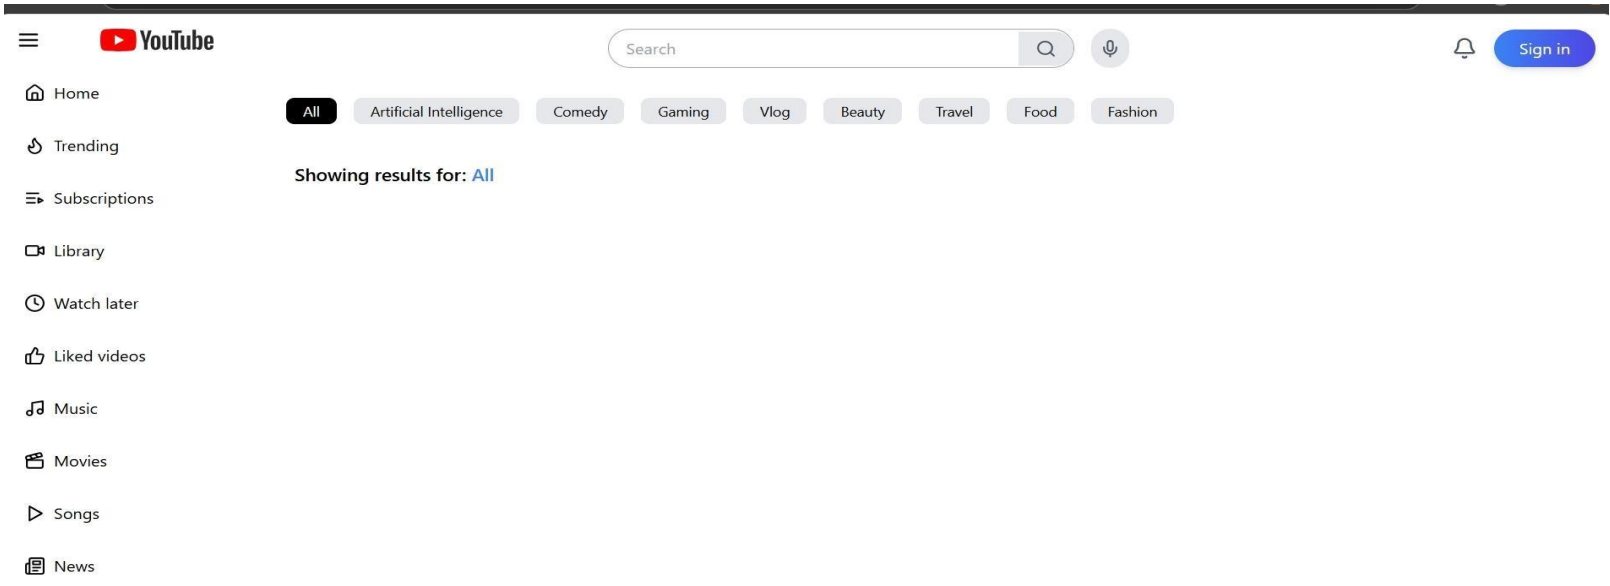 YouTube
Search
Sign in
Home
Trending
Subscriptions
Library
Watch later
Liked videos
Music
Movies
Songs
News
All Artificial Intelligence Comedy Gaming Vlog Beauty Travel Food Fashion
Showing results for: All